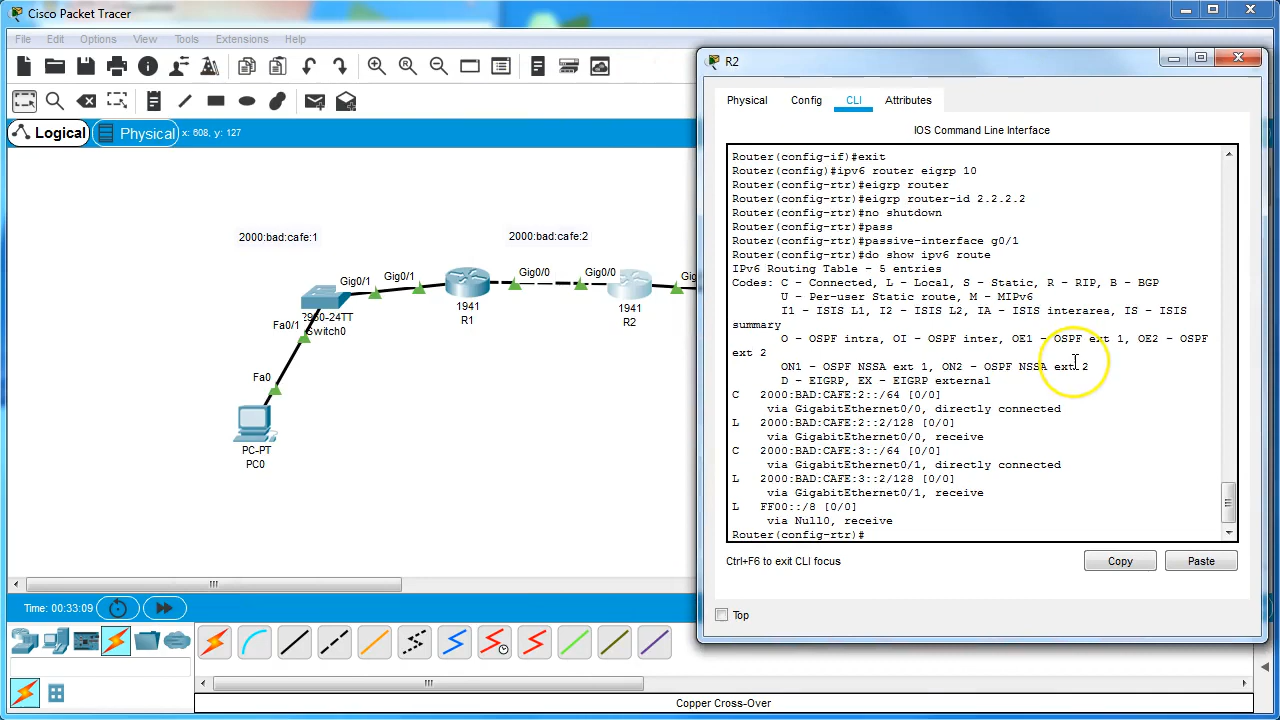 Cisco Packet Tracer
File Edit Options View Tools Extensions Help
Logical Physical x: 608, y: 127
2000:bad:cafe:1
2000:bad:cafe:2
Gig0/1
Gig0/1
Gig0/0
Gig0/0
Gig
1941
R1
1941
R2
2960-24TT
Switch0
Fa0/1
Fa0
PC-PT
PC0
R2
Physical Config CLI Attributes
IOS Command Line Interface
Router(config-if)#exit
Router(config)#ipv6 router eigrp 10
Router(config-rtr)#eigrp router
Router(config-rtr)#eigrp router-id 2.2.2.2
Router(config-rtr)#no shutdown
Router(config-rtr)#pass
Router(config-rtr)#passive-interface g0/1
Router(config-rtr)#do show ipv6 route
IPv6 Routing Table - 5 entries
Codes: C - Connected, L - Local, S - Static, R - RIP, B - BGP
U - Per-user Static route, M - MIPv6
I1 - ISIS L1, I2 - ISIS L2, IA - ISIS interarea, IS - ISIS
summary
O - OSPF intra, OI - OSPF inter, OE1 - OSPF ext 1, OE2 - OSPF
ext 2
ON1 - OSPF NSSA ext 1, ON2 - OSPF NSSA ext 2
D - EIGRP, EX - EIGRP external
C 2000:BAD:CAFE:2::/64 [0/0]
via GigabitEthernet0/0, directly connected
L 2000:BAD:CAFE:2::2/128 [0/0]
via GigabitEthernet0/0, receive
C 2000:BAD:CAFE:3::/64 [0/0]
via GigabitEthernet0/1, directly connected
L 2000:BAD:CAFE:3::2/128 [0/0]
via GigabitEthernet0/1, receive
L FF00::/8 [0/0]
via Null0, receive
Router(config-rtr)#
Ctrl+F6 to exit CLI focus
Copy Paste
Top
Time: 00:33:09
Copper Cross-Over